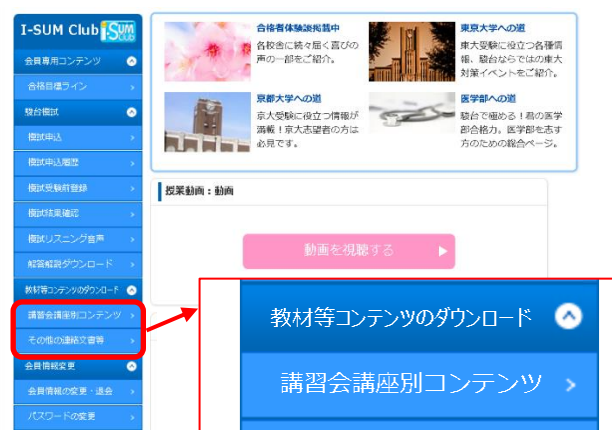 I-SUM Club I-SUM Club
会員専用コンテンツ
合格目標ライン
駿台模試
模試申込
模試申込履歴
模試受験前登録
模試結果確認
模試リスニング音声
解答解説ダウンロード
教材等コンテンツのダウンロード
講習会講座別コンテンツ
その他の連絡文書等
会員情報変更
会員情報の変更・退会
パスワードの変更
合格者体験談掲載中
各校舎に続々届く喜びの
声の一部をご紹介。
東京大学への道
東大受験に役立つ各種情
報、駿台ならではの東大
対策イベントをご紹介。
京都大学への道
京大受験に役立つ情報が
満載！京大志望者の方は
必見です。
医学部への道
駿台で極める！君の医学
部合格力。医学部を志す
方のための総合ページ。
授業動画：動画
動画を視聴する
教材等コンテンツのダウンロード
講習会講座別コンテンツ